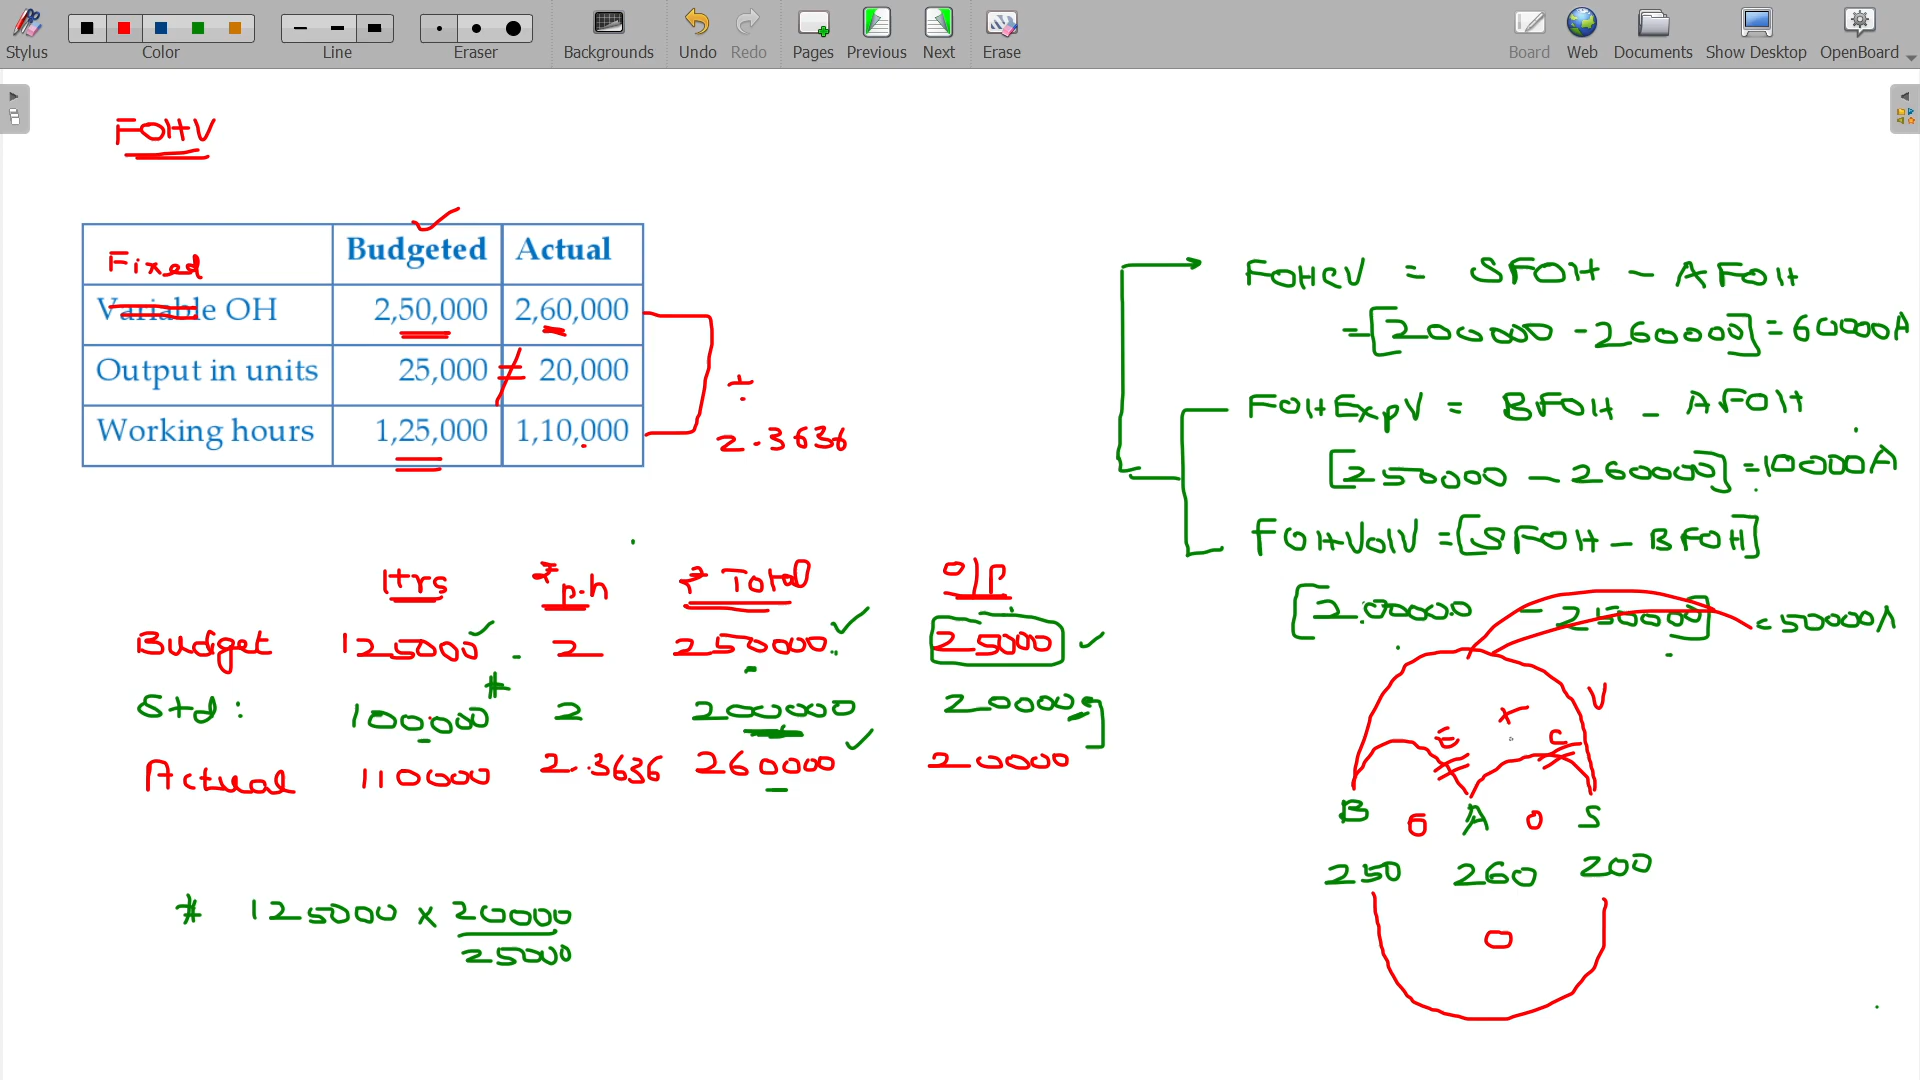 Stylus Color Line Eraser Backgrounds Undo Redo Pages Previous Next Erase Board Web Documents Show Desktop OpenBoard
FOHV
Fixed Budgeted Actual
Variable OH 2,50,000 2,60,000
Output in units 25,000 ≠ 20,000
Working hours 1,25,000 1,10,000
÷
2.3636
FOHCV = SFOH - AFOH
=[200000 - 260000] = 60000A
FOHExpV = BFOH - AFOH
[250000 - 260000] = 10000A
FOHVolV = [SFOH - BFOH]
[200000 - 250000] = 50000A
Hrs ₹ p.h ₹ Total O/P
Budget 125000 - 2 250000 25000
Std: 100000 * 2 200000 20000
Actual 110000 2.3636 260000 20000
* 125000 x 20000
25000
V
E + C
B 0 A 0 S
250 260 200
0